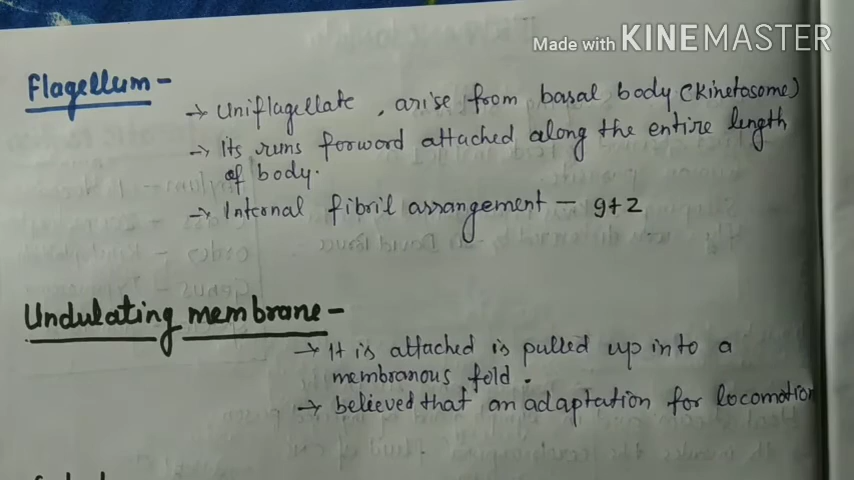 Made with KINEMASTER
Flagellum -
→ Uniflagellate, arise from basal body (Kinetosome)
→ Its runs forward attached along the entire length
of body.
→ Internal fibril arrangement - 9+2
Undulating membrane -
→ It is attached is pulled up into a
membranous fold.
→ believed that an adaptation for locomotion